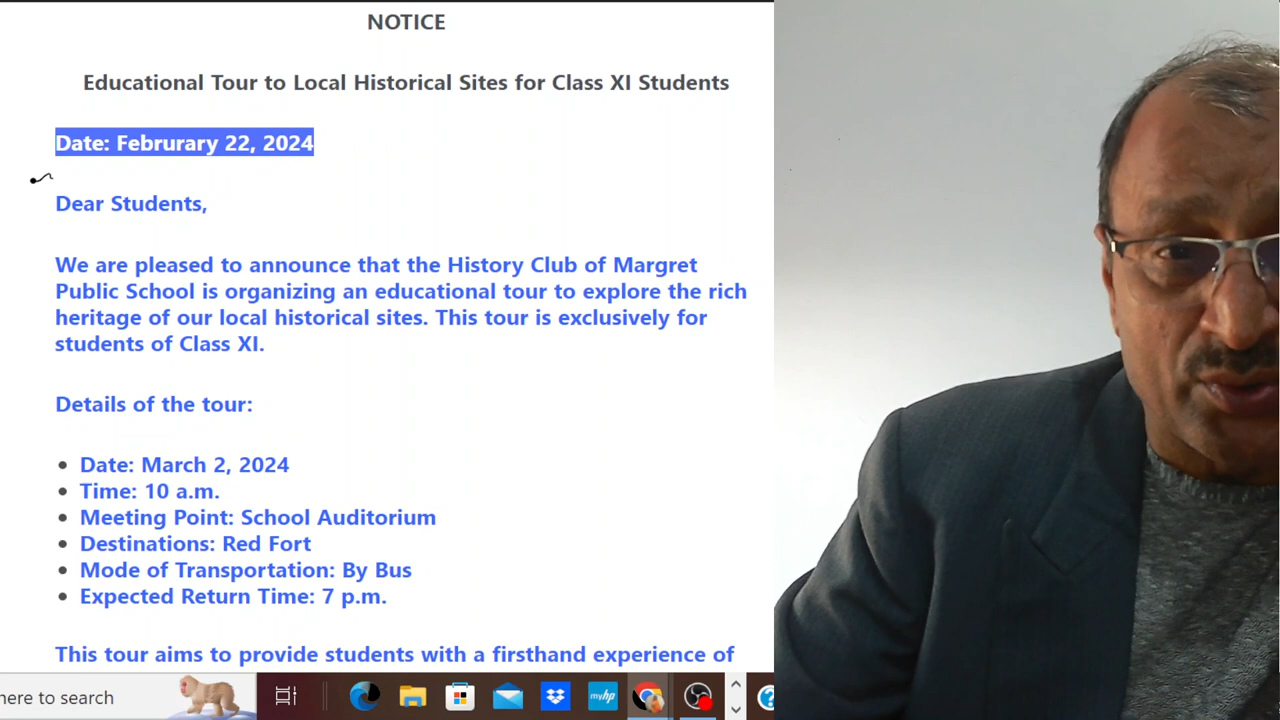 NOTICE
Educational Tour to Local Historical Sites for Class XI Students
Date: Februrary 22, 2024
Dear Students,
We are pleased to announce that the History Club of Margret
Public School is organizing an educational tour to explore the rich
heritage of our local historical sites. This tour is exclusively for
students of Class XI.
Details of the tour:
Date: March 2, 2024
Time: 10 a.m.
Meeting Point: School Auditorium
Destinations: Red Fort
Mode of Transportation: By Bus
Expected Return Time: 7 p.m.
This tour aims to provide students with a firsthand experience of
here to search
myhp